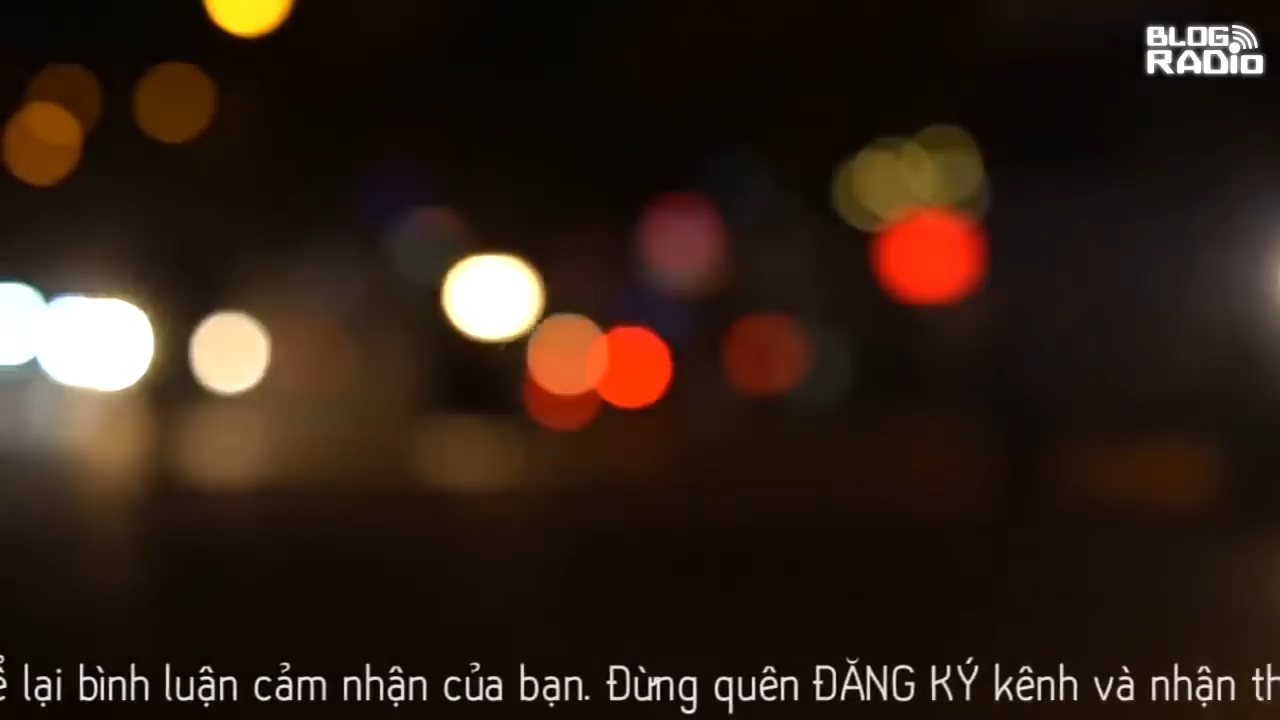 BLOG
RADIO
lại bình luận cảm nhận của bạn. Đừng quên ĐĂNG KÝ kênh và nhận